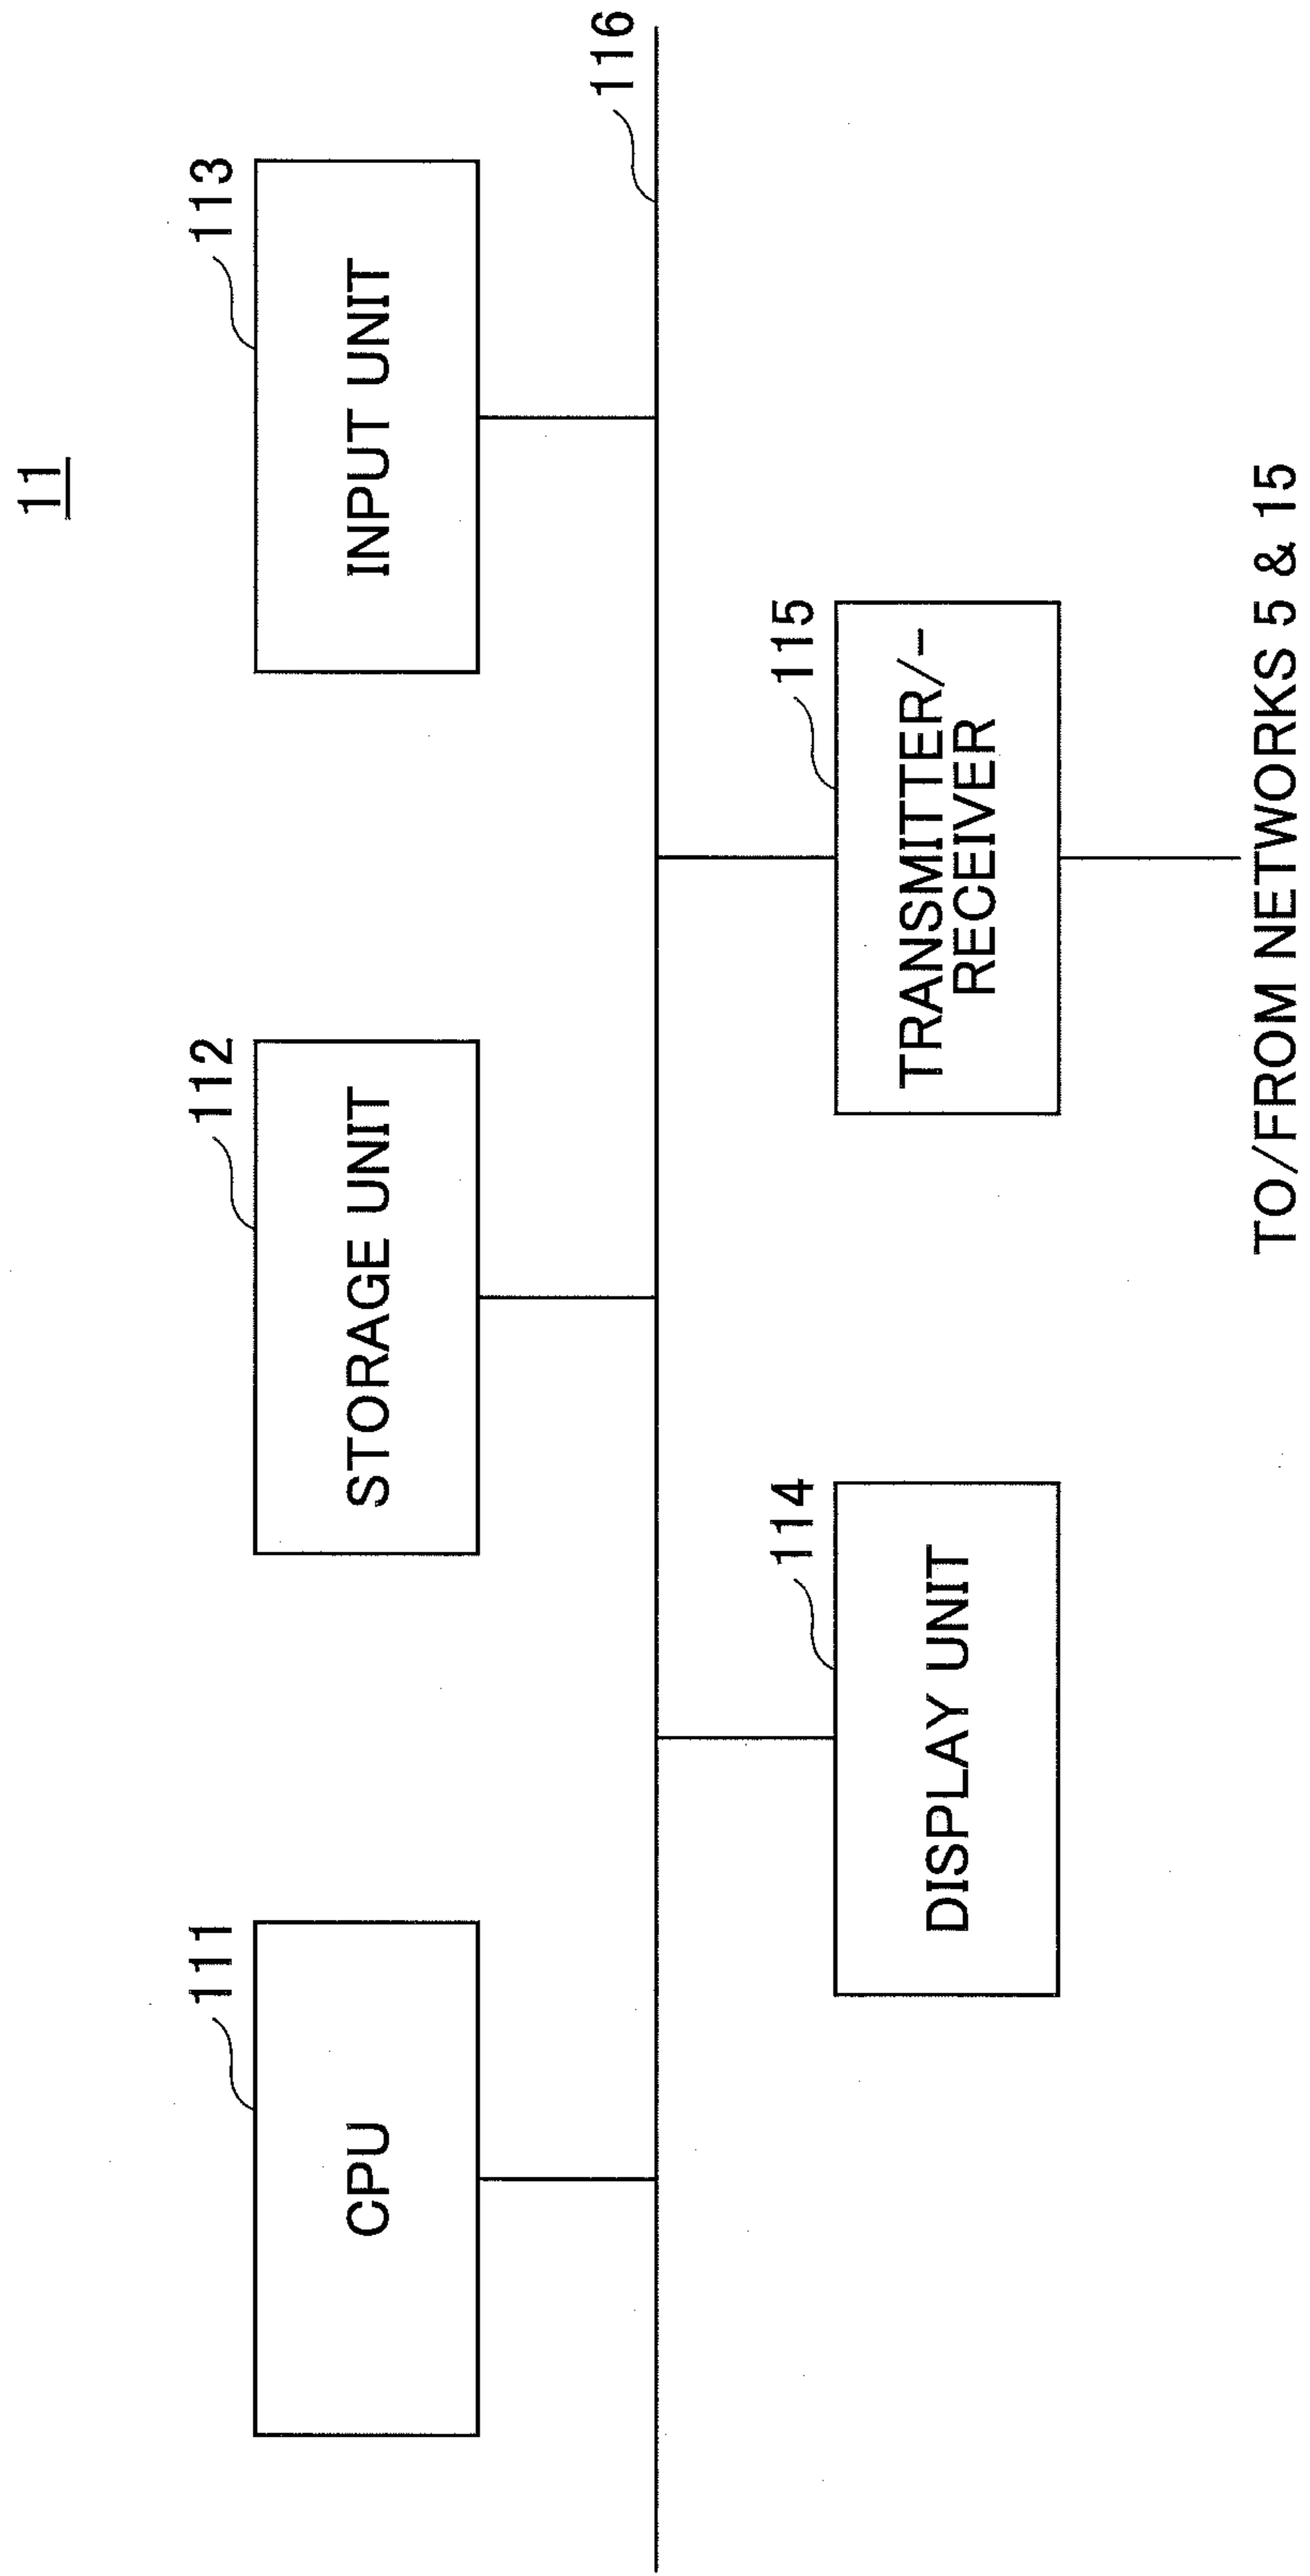 11
111
CPU
112
STORAGE UNIT
113
INPUT UNIT
116
114
DISPLAY UNIT
115
TRANSMITTER/-
RECEIVER
TO/FROM NETWORKS 5 & 15